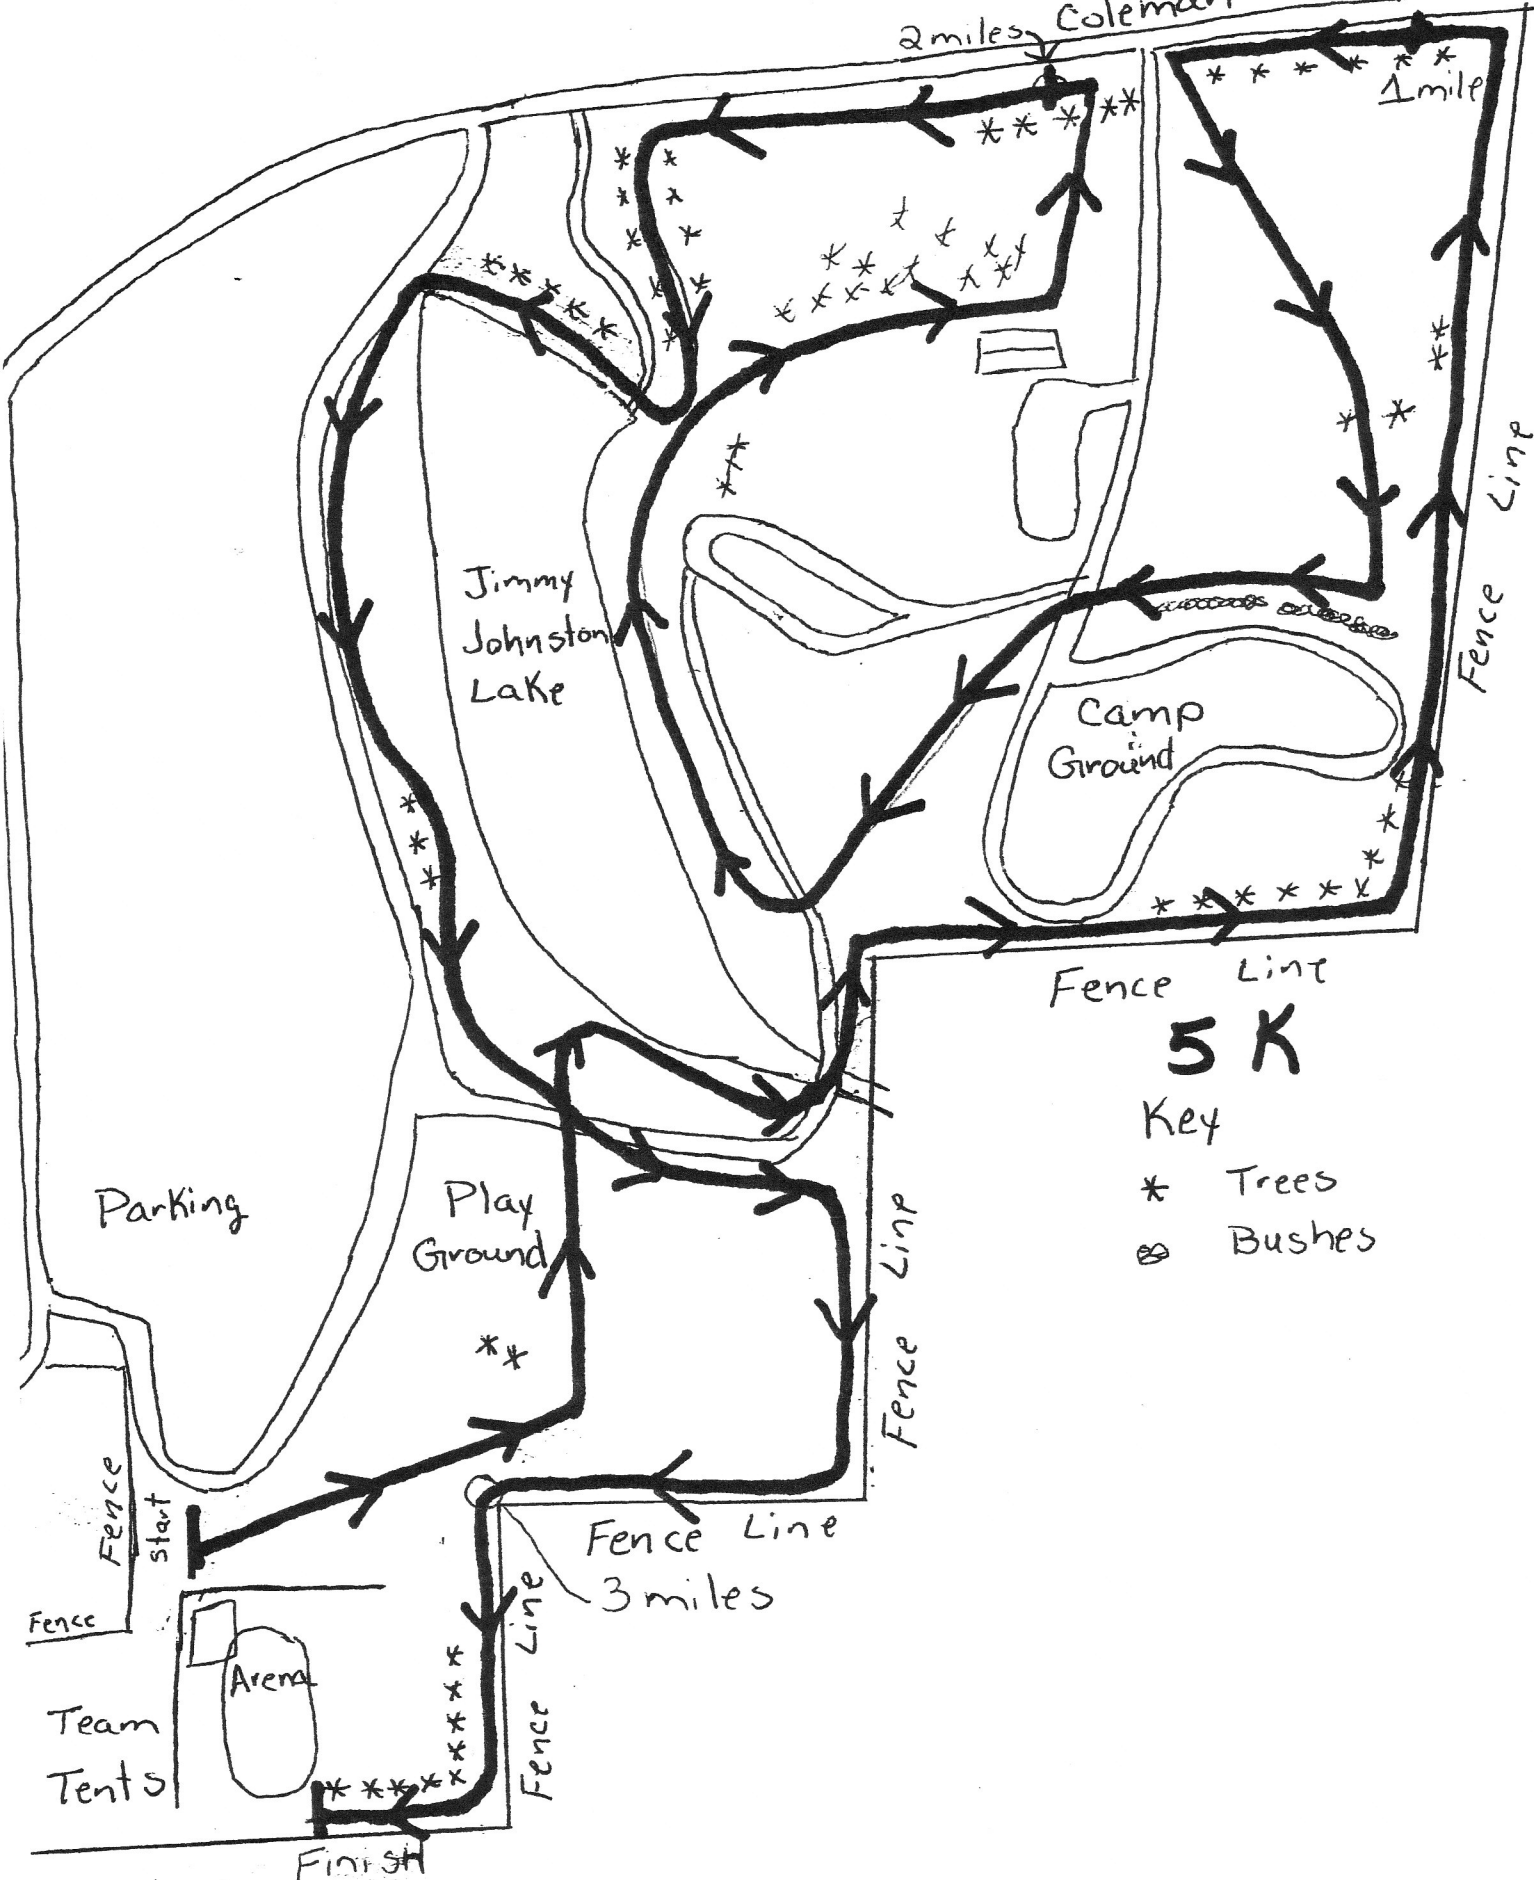 Coleman
2 miles
1 mile
Jimmy
Johnston
Lake
Fence Line
Camp
Ground
Fence Line
5 K
Key
* Trees
Bushes
Parking
Play
Ground
Fence Line
Fence
Start
Fence Line
3 miles
Fence
Fence Line
Arena
Team
Tents
Finish